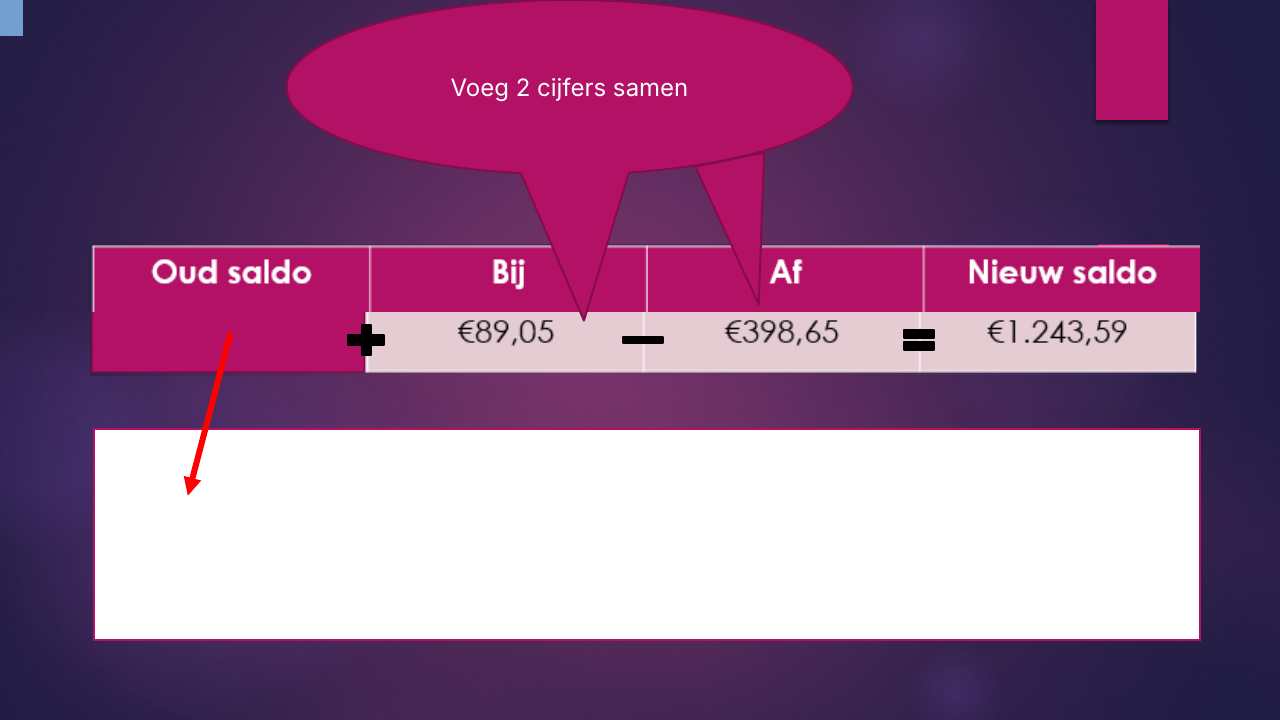 Voeg 2 cijfers samen
Oud saldo Bij Af Nieuw saldo
+ €89,05 − €398,65 = €1.243,59